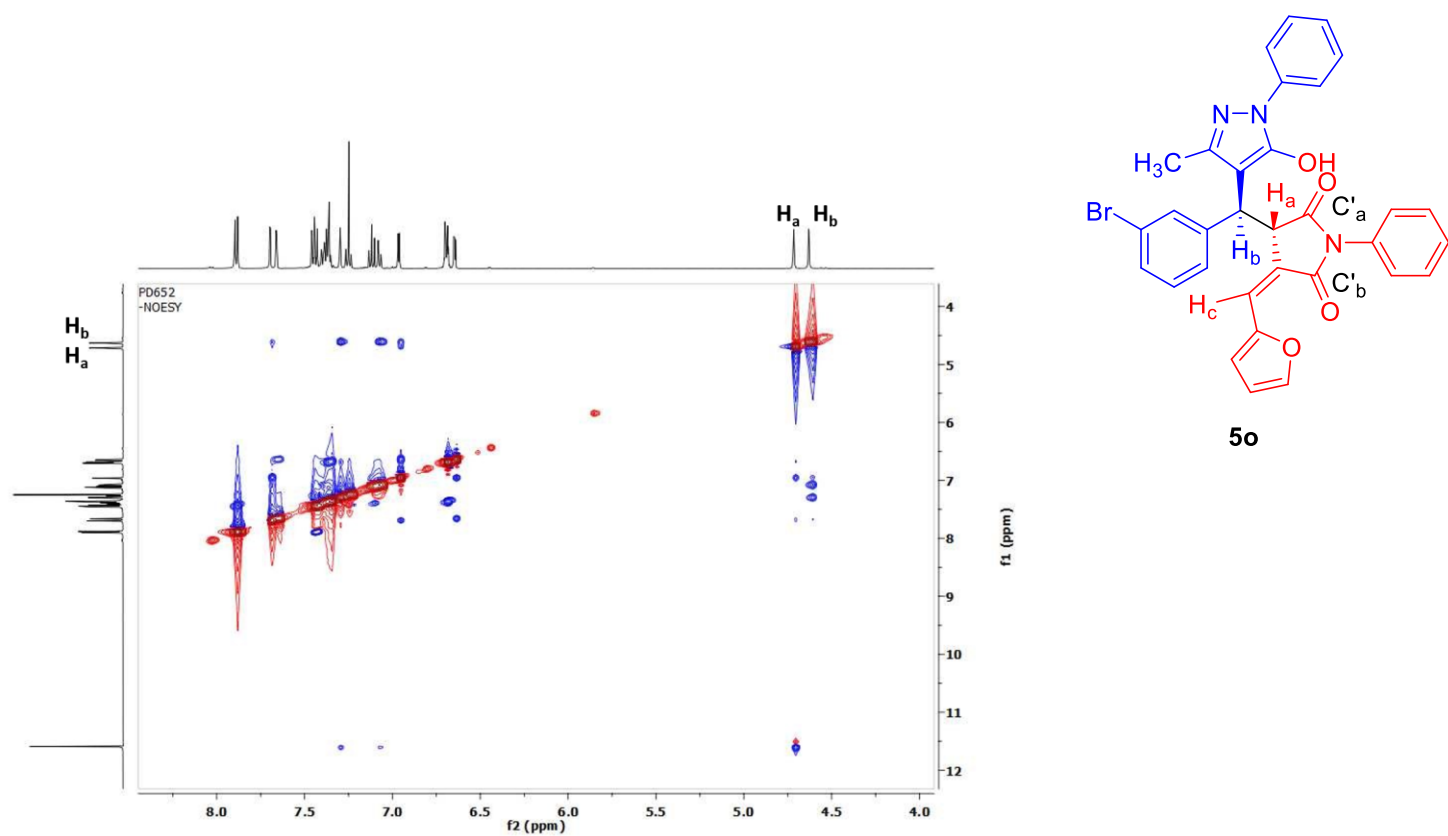 Ha Hb
PD652
-NOESY
Hb
Ha
4
5
6
7
8
9
10
11
12
f1 (ppm)
8.0 7.5 7.0 6.5 6.0 5.5 5.0 4.5 4.0
f2 (ppm)
N N
H3C OH
O
Ha C'a
Br
N
Hb
C'b
Hc O
O
5o